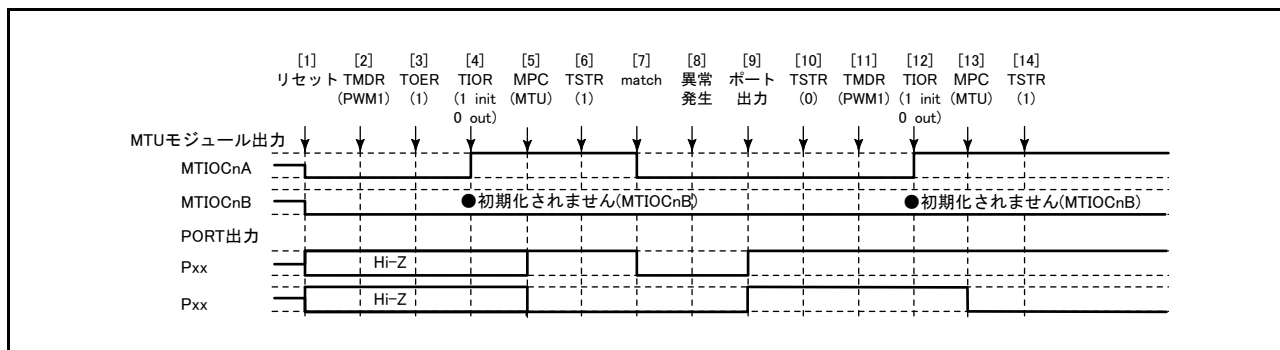 [1] [2] [3] [4] [5] [6] [7] [8] [9] [10] [11] [12] [13] [14]
リセット TMDR TOER TIOR MPC TSTR match 異常 ポート TSTR TMDR TIOR MPC TSTR
(PWM1) (1) (1 init (MTU) (1) 発生 出力 (0) (PWM1) (1 init (MTU) (1)
0 out) 0 out)
MTUモジュール出力
MTIOCnA
MTIOCnB ●初期化されません(MTIOCnB) ●初期化されません(MTIOCnB)
PORT出力
Pxx Hi-Z
Pxx Hi-Z